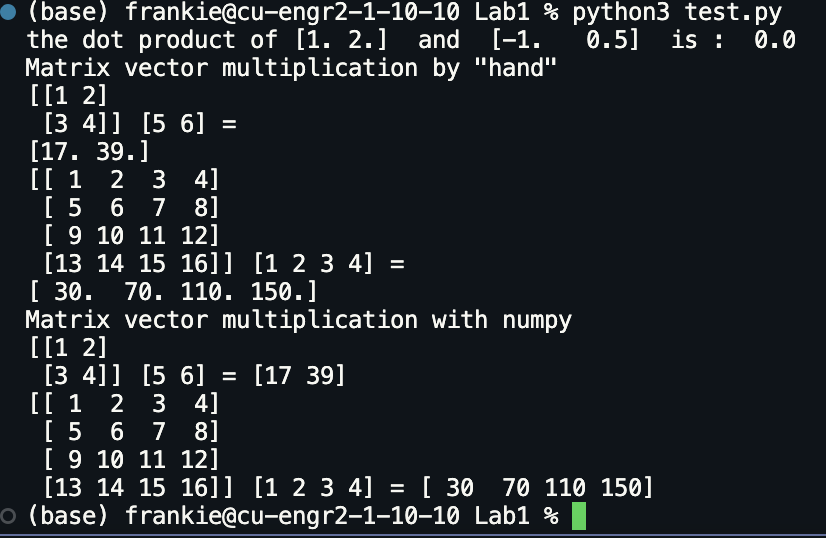 (base) frankie@cu-engr2-1-10-10 Lab1 % python3 test.py
the dot product of [1. 2.]  and  [-1.   0.5]  is :  0.0
Matrix vector multiplication by "hand"
[[1 2]
 [3 4]] [5 6] =
[17. 39.]
[[ 1  2  3  4]
 [ 5  6  7  8]
 [ 9 10 11 12]
 [13 14 15 16]] [1 2 3 4] =
[ 30.  70. 110. 150.]
Matrix vector multiplication with numpy
[[1 2]
 [3 4]] [5 6] = [17 39]
[[ 1  2  3  4]
 [ 5  6  7  8]
 [ 9 10 11 12]
 [13 14 15 16]] [1 2 3 4] = [ 30  70 110 150]
(base) frankie@cu-engr2-1-10-10 Lab1 %